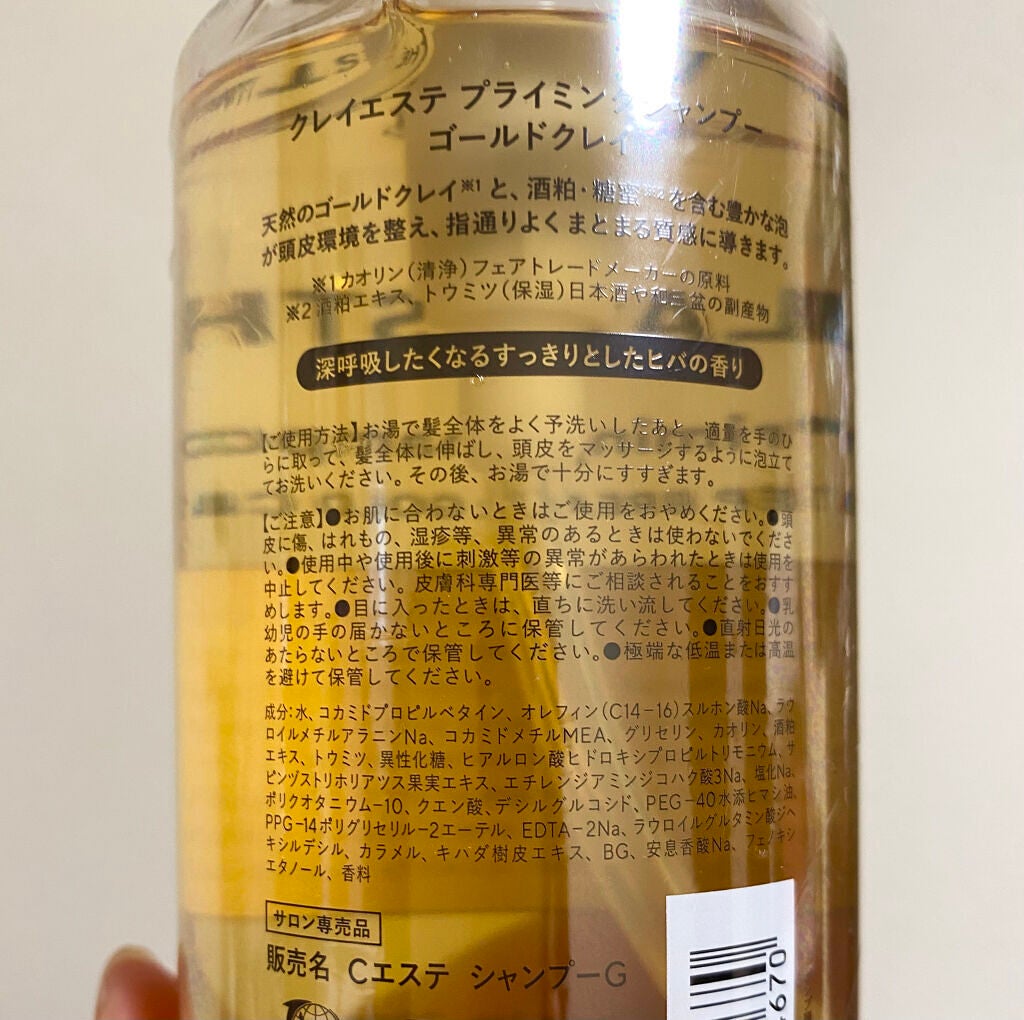 クレイエステ プライミングシャンプー
ゴールドクレイ
天然のゴールドクレイ※1と、酒粕・糖蜜※2を含む豊かな泡
が頭皮環境を整え、指通りよくまとまる質感に導きます。
※1カオリン(清浄)フェアトレードメーカーの原料
※2酒粕エキス、トウミツ(保湿)日本酒や和三盆の副産物
深呼吸したくなるすっきりとしたヒバの香り
【ご使用方法】お湯で髪全体をよく予洗いしたあと、適量を手のひ
らに取って、髪全体に伸ばし、頭皮をマッサージするように泡立て
てお洗いください。その後、お湯で十分にすすぎます。
【ご注意】●お肌に合わないときはご使用をおやめください。●頭
皮に傷、はれもの、湿疹等、異常のあるときは使わないでくださ
い。●使用中や使用後に刺激等の異常があらわれたときは使用を
中止してください。皮膚科専門医等にご相談されることをおすす
めします。●目に入ったときは、直ちに洗い流してください。●乳
幼児の手の届かないところに保管してください。●直射日光の
あたらないところで保管してください。●極端な低温または高温
を避けて保管してください。
成分:水、コカミドプロピルベタイン、オレフィン(C14-16)スルホン酸Na、ラウ
ロイルメチルアラニンNa、コカミドメチルMEA、グリセリン、カオリン、酒粕
エキス、トウミツ、異性化糖、ヒアルロン酸ヒドロキシプロピルトリモニウム、サ
ピンヅストリホリアツス果実エキス、エチレンジアミンジコハク酸3Na、塩化Na、
ポリクオタニウム-10、クエン酸、デシルグルコシド、PEG-40水添ヒマシ油、
PPG-14ポリグリセリル-2エーテル、EDTA-2Na、ラウロイルグルタミン酸ジヘ
キシルデシル、カラメル、キハダ樹皮エキス、BG、安息香酸Na、フェノキシ
エタノール、香料
サロン専売品
販売名 Cエステ シャンプーG
670